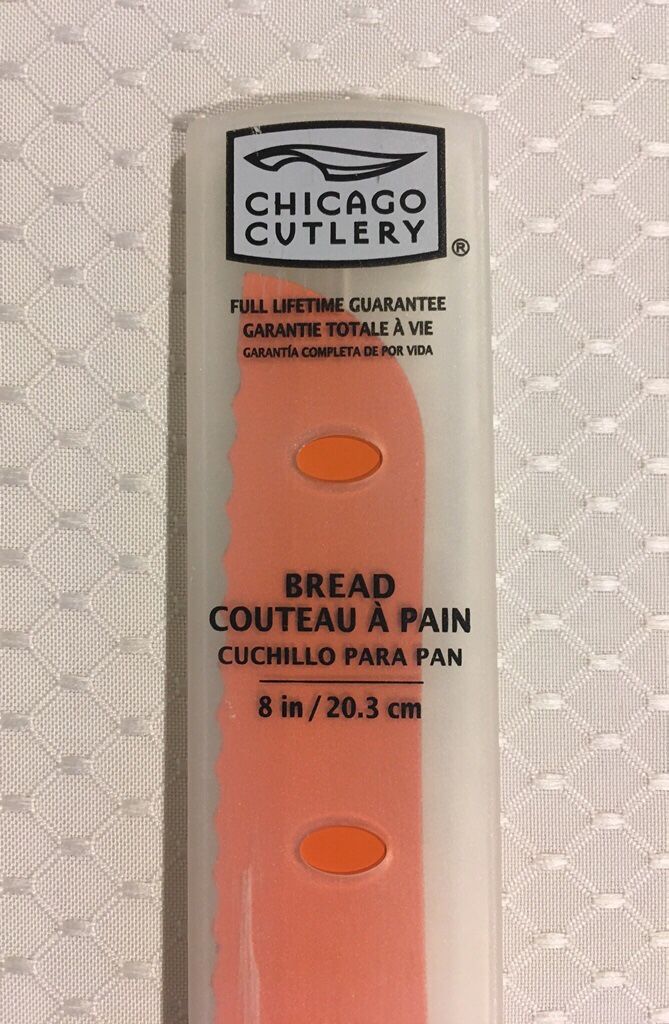 CHICAGO
CUTLERY®
FULL LIFETIME GUARANTEE
GARANTIE TOTALE À VIE
GARANTÍA COMPLETA DE POR VIDA
BREAD
COUTEAU À PAIN
CUCHILLO PARA PAN
8 in / 20.3 cm